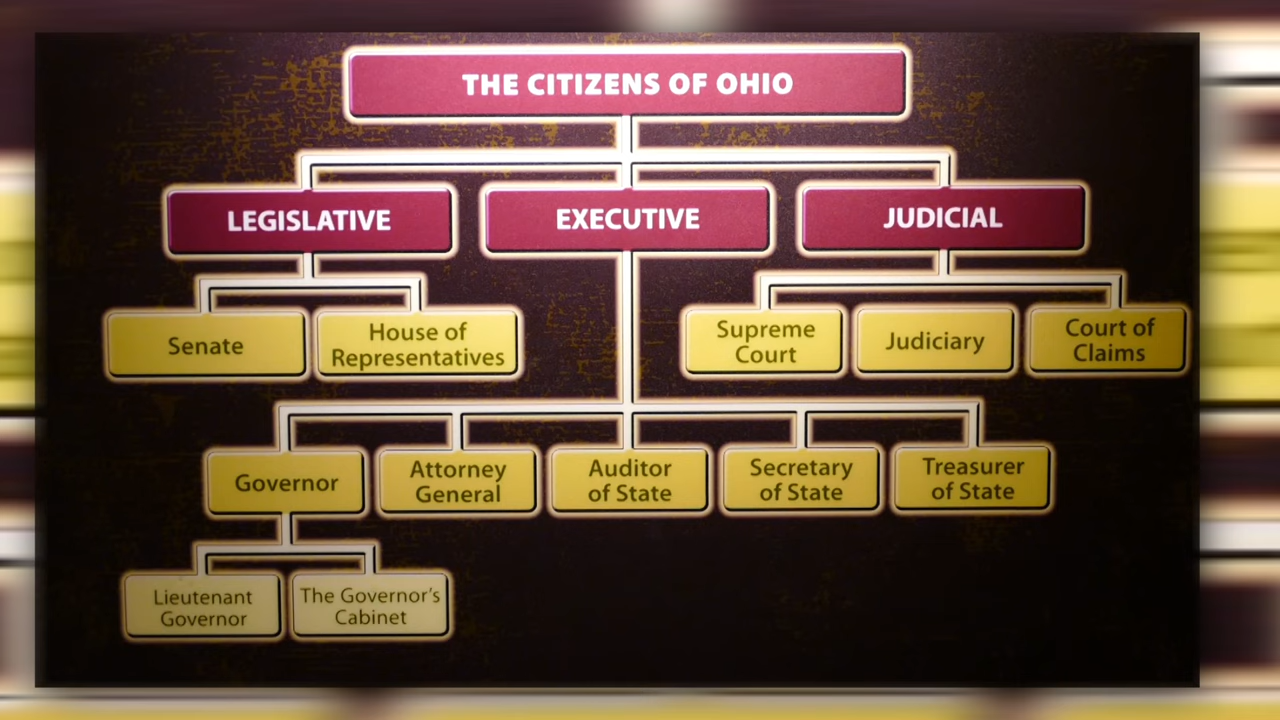 THE CITIZENS OF OHIO
LEGISLATIVE
EXECUTIVE
JUDICIAL
Senate
House of
Representatives
Supreme
Court
Judiciary
Court of
Claims
Governor
Attorney
General
Auditor
of State
Secretary
of State
Treasurer
of State
Lieutenant
Governor
The Governor's
Cabinet